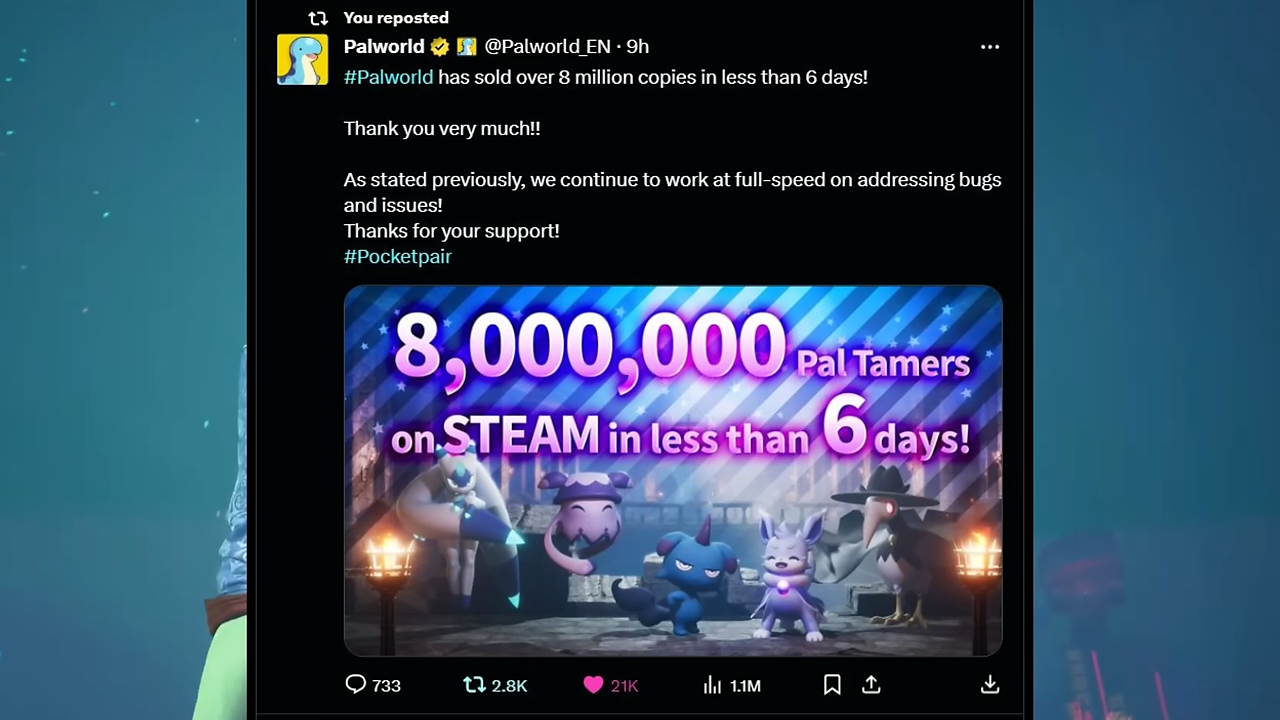 You reposted
Palworld @Palworld_EN · 9h
#Palworld has sold over 8 million copies in less than 6 days!
Thank you very much!!
As stated previously, we continue to work at full-speed on addressing bugs
and issues!
Thanks for your support!
#Pocketpair
8,000,000 Pal Tamers
on STEAM in less than 6 days!
733 2.8K 21K 1.1M